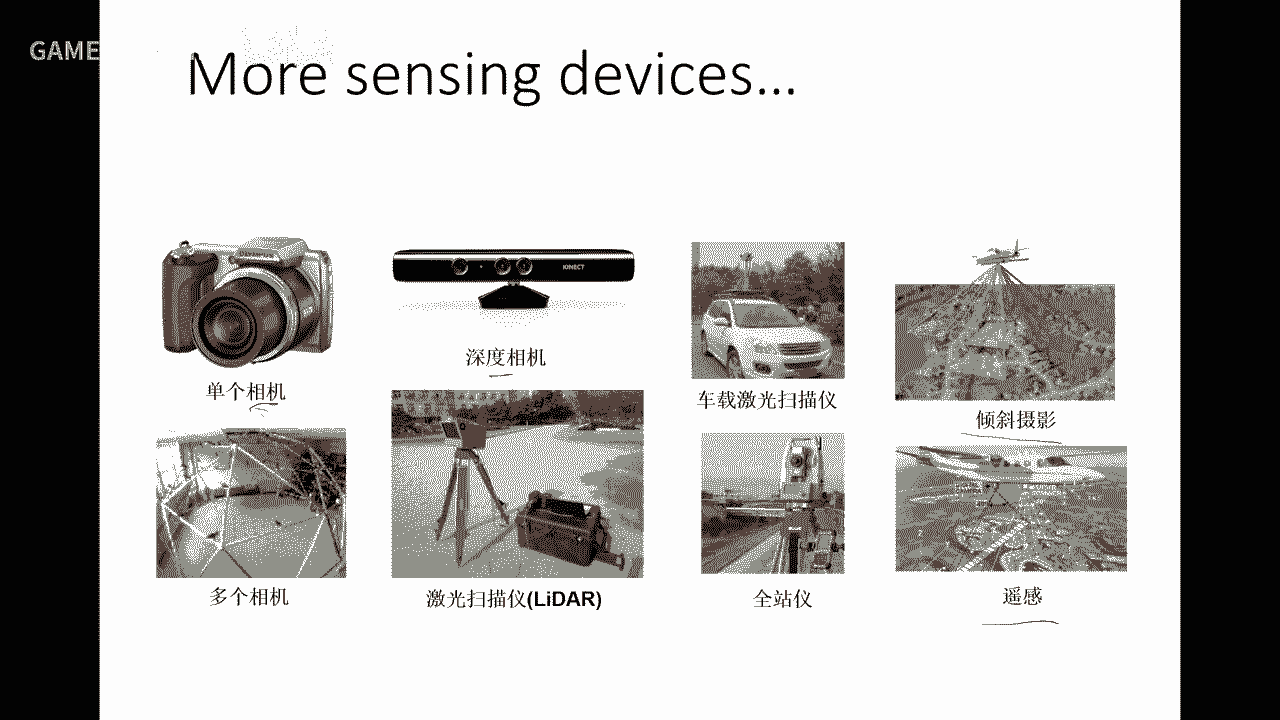 GAME
More sensing devices...
单个相机
KINECT
深度相机
车载激光扫描仪
倾斜摄影
多个相机
激光扫描仪(LiDAR)
全站仪
遥感